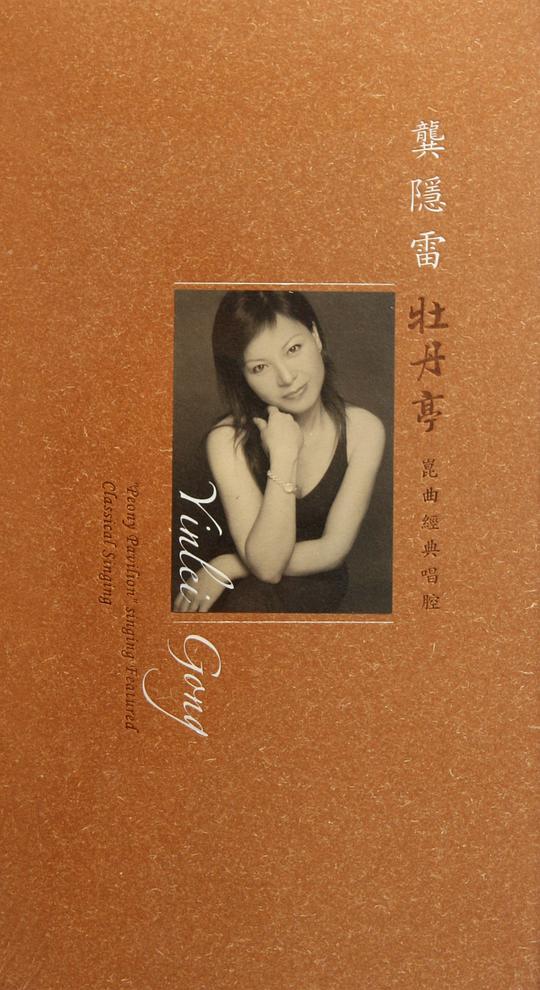 龔隱雷 牡丹亭 崑曲經典唱腔
Yinlei Gong
"Peony Pavilion" singing Featured
Classical Singing